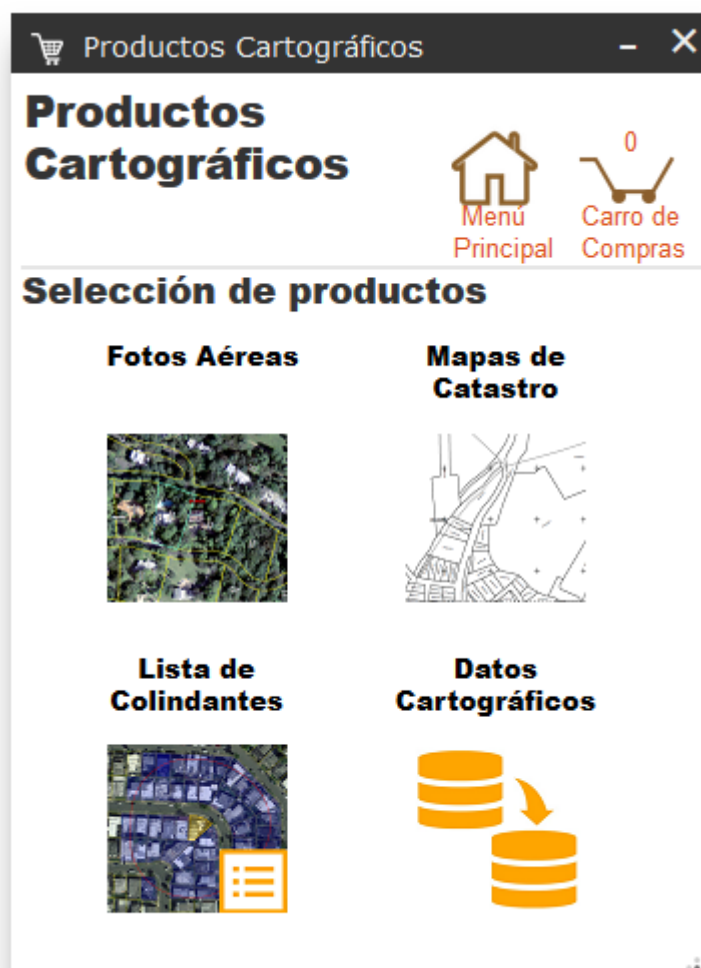 Productos Cartográficos
Productos
Cartográficos
0
Menú
Principal
Carro de
Compras
Selección de productos
Fotos Aéreas
Mapas de
Catastro
Lista de
Colindantes
Datos
Cartográficos